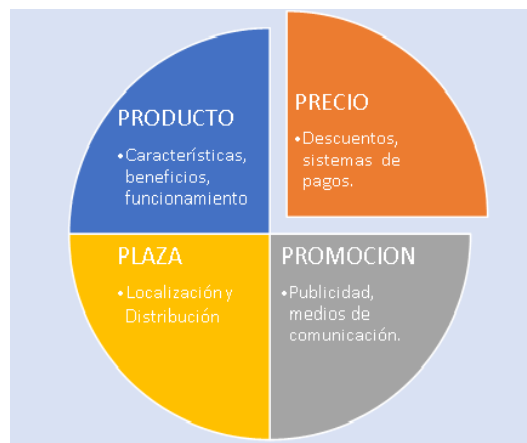 PRODUCTO
•Características,
beneficios,
funcionamiento
PRECIO
•Descuentos,
sistemas de
pagos.
PLAZA
•Localización y
Distribución
PROMOCION
•Publicidad,
medios de
comunicación.